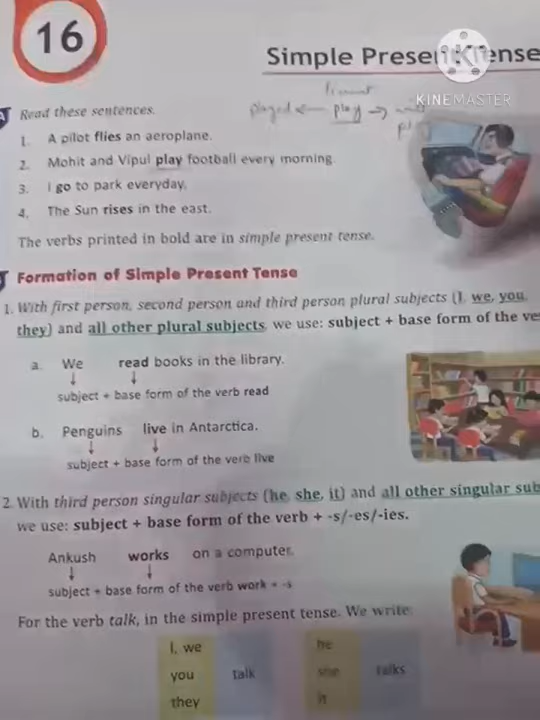 16
Simple Present Tense
KINEMASTER
Read these sentences.
played play
1. A pilot flies an aeroplane.
2. Mohit and Vipul play football every morning.
3. I go to park everyday.
4. The Sun rises in the east.
The verbs printed in bold are in simple present tense.
Formation of Simple Present Tense
1. With first person, second person and third person plural subjects (I, we, you,
they) and all other plural subjects, we use: subject + base form of the
a. We read books in the library.
subject + base form of the verb read
b. Penguins live in Antarctica.
subject + base form of the verb live
2. With third person singular subjects (he, she, it) and all other singular
we use: subject + base form of the verb + -s/-es/-ies.
Ankush works on a computer.
subject + base form of the verb work + -s
For the verb talk, in the simple present tense. We write:
I, we he
you talk she talks
they it